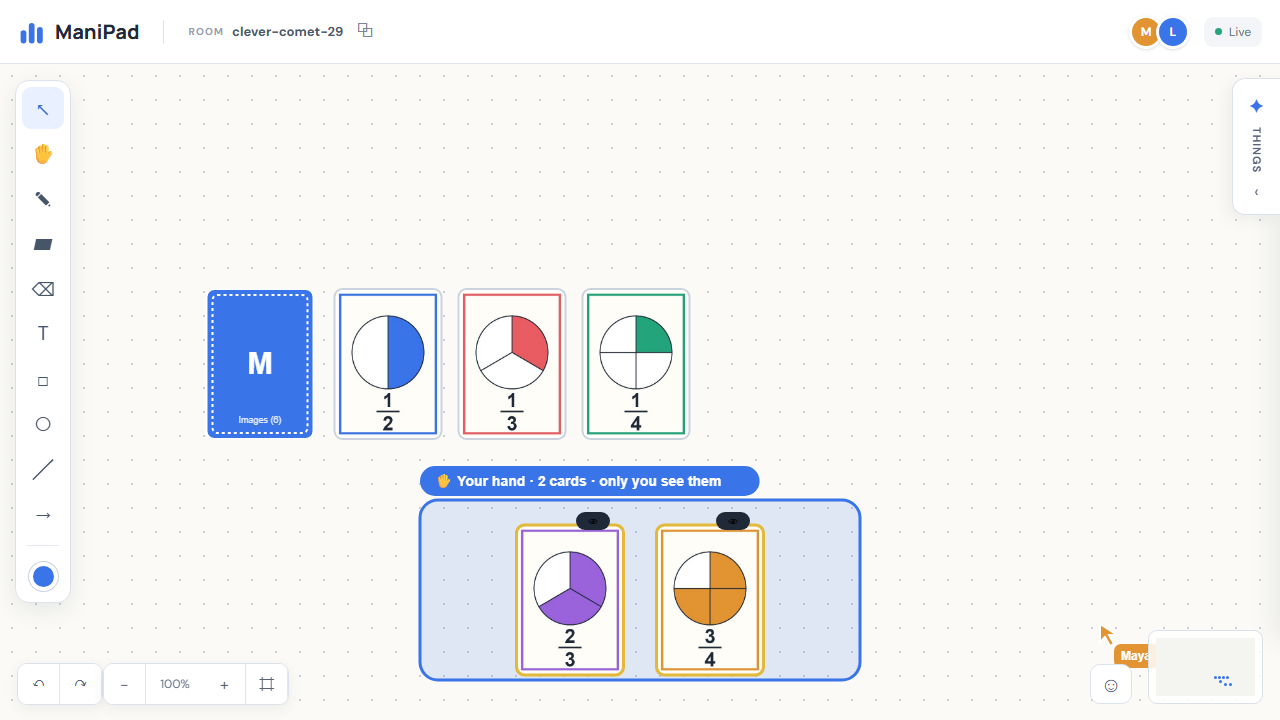 ManiPad
ROOM clever-comet-29
M L
Live
THINGS
T
M
Images (6)
1
2
1
3
1
4
Your hand · 2 cards · only you see them
2
3
3
4
Maya
100%